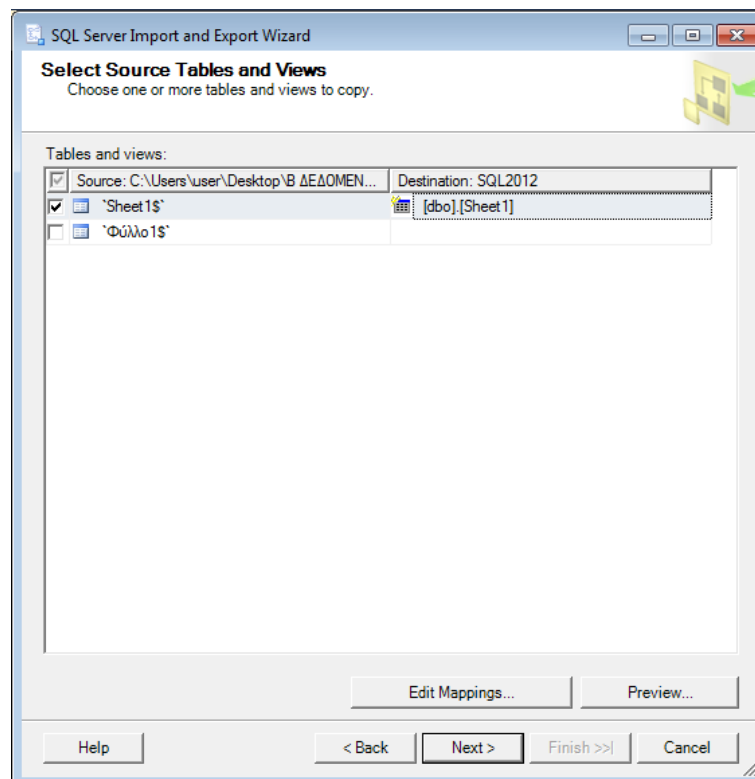 SQL Server Import and Export Wizard
Select Source Tables and Views
Choose one or more tables and views to copy.
Tables and views:
Source: C:\Users\user\Desktop\Β ΔΕΔΟΜΕΝ... Destination: SQL2012
`Sheet1$` [dbo].[Sheet1]
`Φύλλο1$`
Edit Mappings... Preview...
Help < Back Next > Finish >>| Cancel